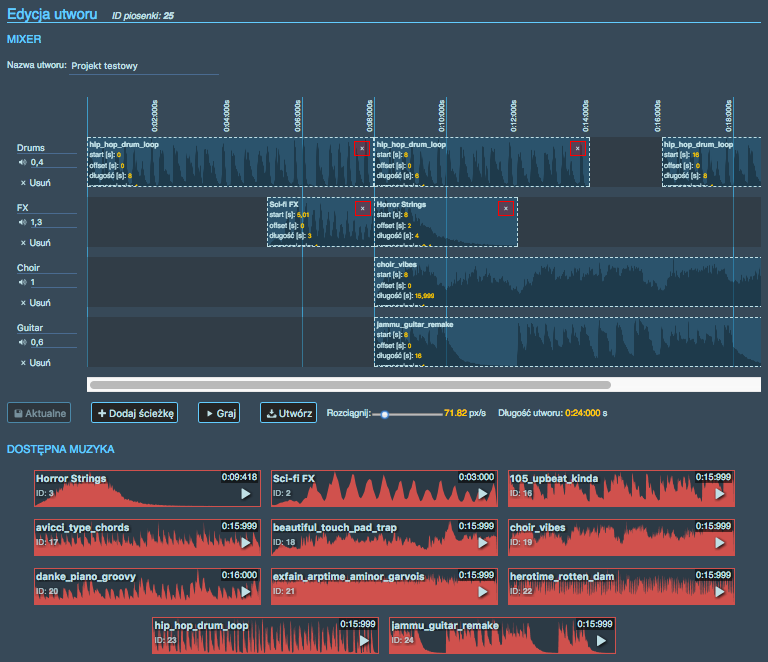 Edycja utworu ID piosenki: 25
MIXER
Nazwa utworu: Projekt testowy
0:02:000s 0:04:000s 0:06:000s 0:08:000s 0:10:000s 0:12:000s 0:14:000s 0:16:000s 0:18:000s
Drums
0,4
× Usuń
hip_hop_drum_loop ×
start [s]: 0
offset [s]: 0
długość [s]: 8
hip_hop_drum_loop ×
start [s]: 8
offset [s]: 0
długość [s]: 6
hip_hop_drum_loop
start [s]: 16
offset [s]: 0
długość [s]: 8
FX
1,3
× Usuń
Sci-fi FX ×
start [s]: 5,01
offset [s]: 0
długość [s]: 3
Horror Strings ×
start [s]: 8
offset [s]: 2
długość [s]: 4
Choir
1
× Usuń
choir_vibes
start [s]: 8
offset [s]: 0
długość [s]: 15,999
Guitar
0,6
× Usuń
jammu_guitar_remake
start [s]: 8
offset [s]: 0
długość [s]: 16
Aktualne + Dodaj ścieżkę Graj Utwórz Rozciągnij: 71.82 px/s Długość utworu: 0:24:000 s
DOSTĘPNA MUZYKA
Horror Strings 0:09:418
ID: 3
Sci-fi FX 0:03:000
ID: 2
105_upbeat_kinda 0:15:999
ID: 16
avicci_type_chords 0:15:999
ID: 17
beautiful_touch_pad_trap 0:15:999
ID: 18
choir_vibes 0:15:999
ID: 19
danke_piano_groovy 0:16:000
ID: 20
exfain_arptime_aminor_garvois 0:15:999
ID: 21
herotime_rotten_dam 0:15:999
ID: 22
hip_hop_drum_loop 0:15:999
ID: 23
jammu_guitar_remake 0:15:999
ID: 24